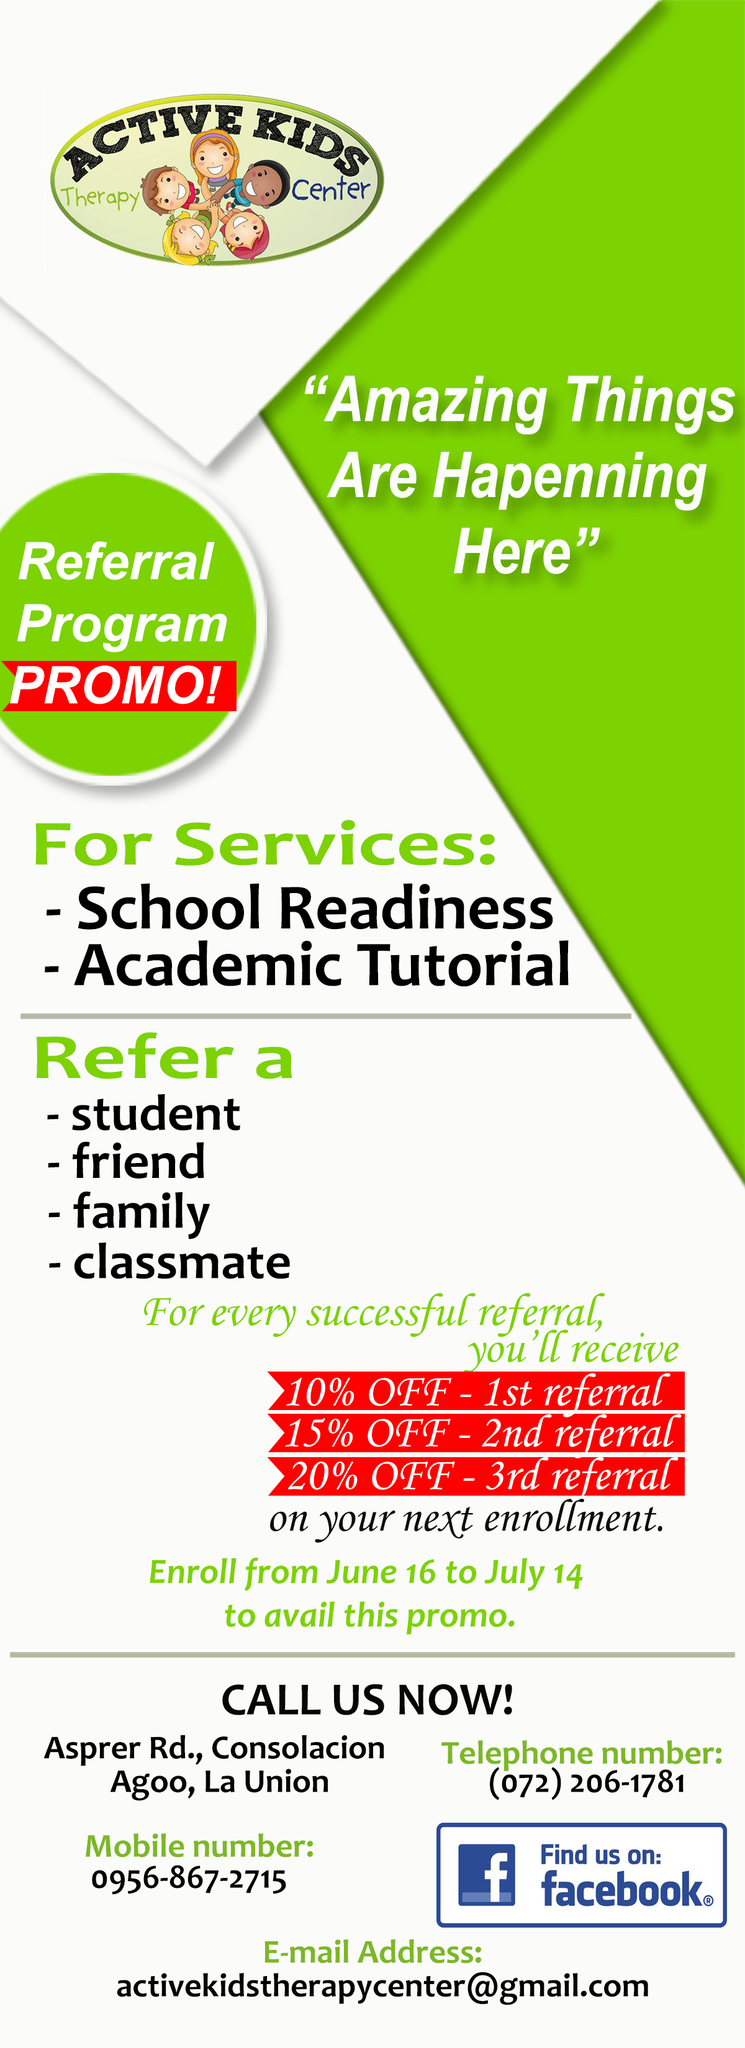 ACTIVE KIDS
Therapy Center
“Amazing Things
Are Hapenning
Here”
Referral
Program
PROMO!
For Services:
- School Readiness
- Academic Tutorial
Refer a
- student
- friend
- family
- classmate
For every successful referral,
you’ll receive
10% OFF - 1st referral
15% OFF - 2nd referral
20% OFF - 3rd referral
on your next enrollment.
Enroll from June 16 to July 14
to avail this promo.
CALL US NOW!
Asprer Rd., Consolacion
Agoo, La Union
Telephone number:
(072) 206-1781
Mobile number:
0956-867-2715
f
Find us on:
facebook®
E-mail Address:
activekidstherapycenter@gmail.com